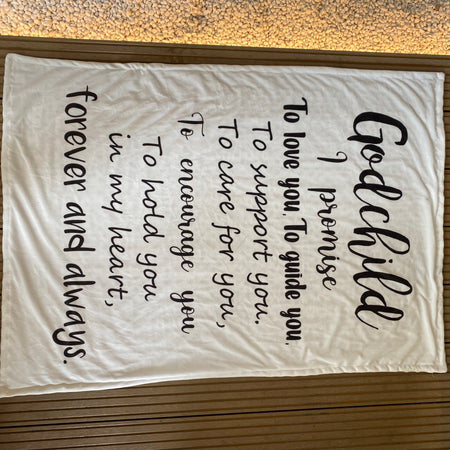 Godchild
I promise
To love you. To guide you.
To support you.
To care for you,
To encourage you
To hold you
in my heart,
forever and always.